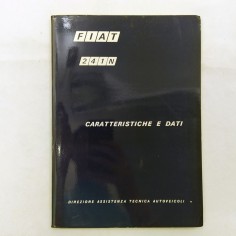 FIAT
241N
CARATTERISTICHE E DATI
DIREZIONE ASSISTENZA TECNICA AUTOVEICOLI